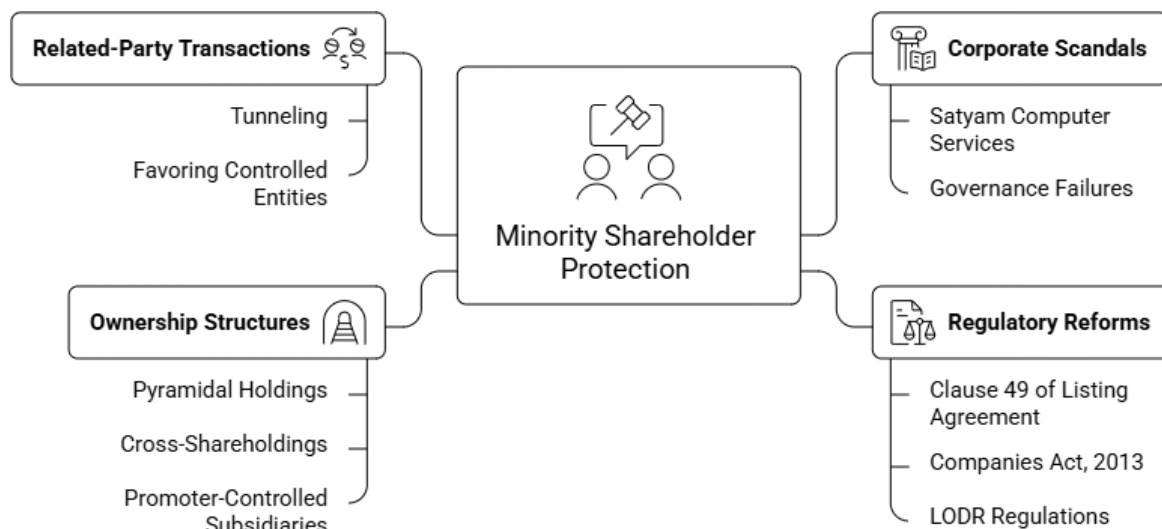 Related-Party Transactions
Tunneling
Favoring Controlled
Entities
Ownership Structures
Pyramidal Holdings
Cross-Shareholdings
Promoter-Controlled
Subsidiaries
Minority Shareholder
Protection
Corporate Scandals
Satyam Computer
Services
Governance Failures
Regulatory Reforms
Clause 49 of Listing
Agreement
Companies Act, 2013
LODR Regulations